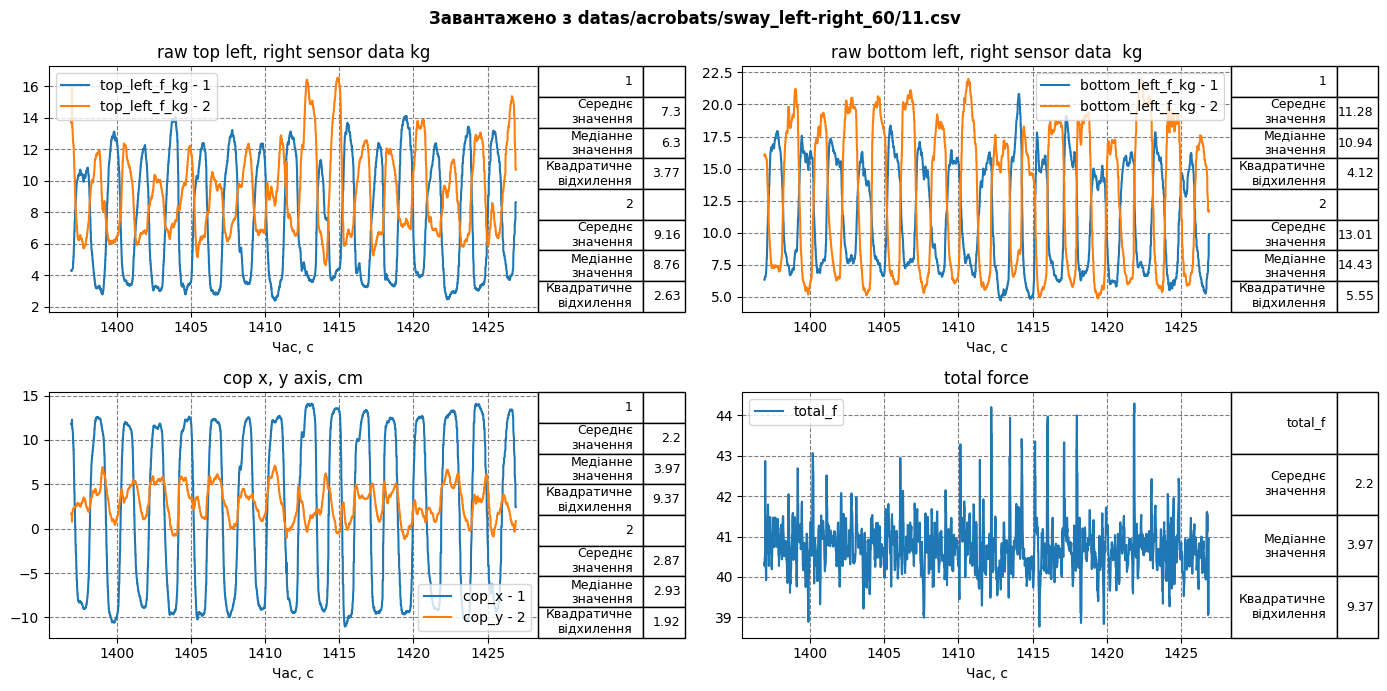 Завантажено з datas/acrobats/sway_left-right_60/11.csv
raw top left, right sensor data kg
top_left_f_kg - 1
top_left_f_kg - 2
16
14
12
10
8
6
4
2
1400
1405
1410
1415
1420
1425
Час, с
1
Середнє
значення
7.3
Медіанне
значення
6.3
Квадратичне
відхилення
3.77
2
Середнє
значення
9.16
Медіанне
значення
8.76
Квадратичне
відхилення
2.63
raw bottom left, right sensor data  kg
bottom_left_f_kg - 1
bottom_left_f_kg - 2
22.5
20.0
17.5
15.0
12.5
10.0
7.5
5.0
1400
1405
1410
1415
1420
1425
Час, с
1
Середнє
значення
11.28
Медіанне
значення
10.94
Квадратичне
відхилення
4.12
2
Середнє
значення
13.01
Медіанне
значення
14.43
Квадратичне
відхилення
5.55
cop x, y axis, cm
15
10
5
0
−5
−10
cop_x - 1
cop_y - 2
1400
1405
1410
1415
1420
1425
Час, с
1
Середнє
значення
2.2
Медіанне
значення
3.97
Квадратичне
відхилення
9.37
2
Середнє
значення
2.87
Медіанне
значення
2.93
Квадратичне
відхилення
1.92
total force
total_f
44
43
42
41
40
39
1400
1405
1410
1415
1420
1425
Час, с
total_f
Середнє
значення
2.2
Медіанне
значення
3.97
Квадратичне
відхилення
9.37